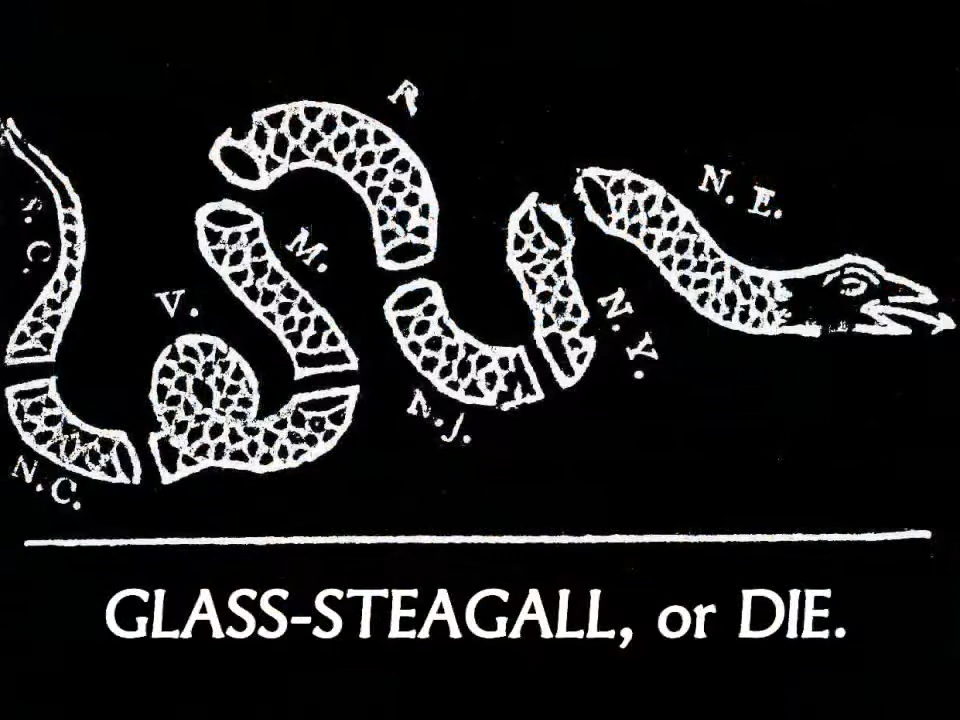 R
N. E.
S. C.
M.
V.
N. Y.
N. J.
N. C.
GLASS-STEAGALL, or DIE.